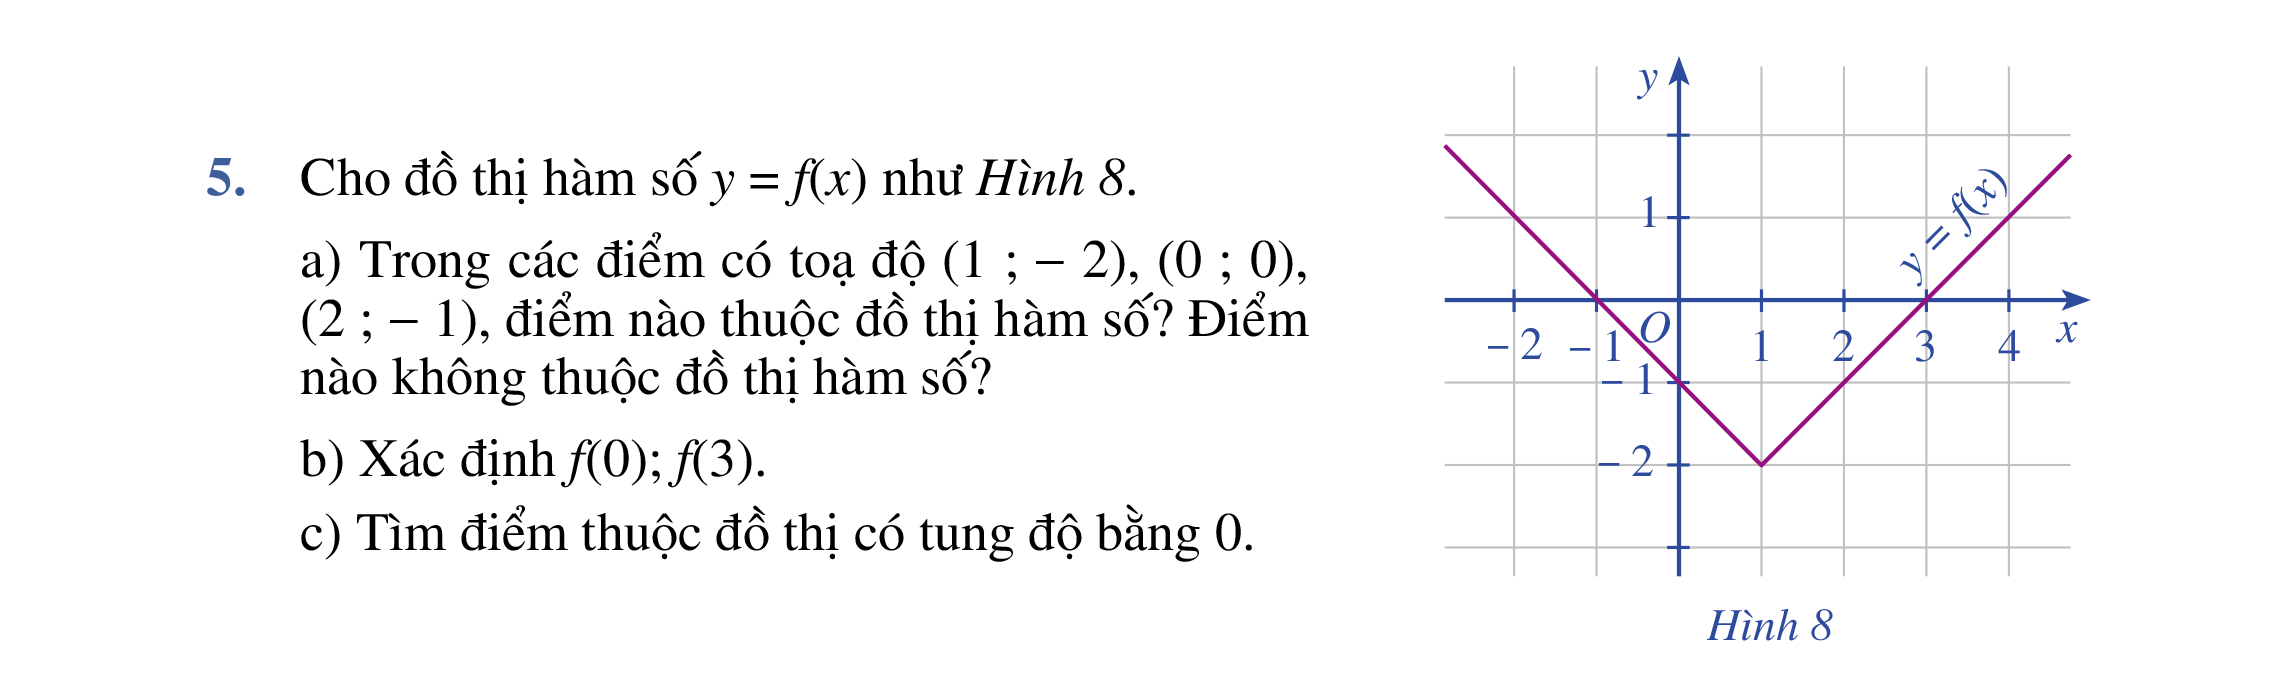 5. Cho đồ thị hàm số y = f(x) như Hình 8.
a) Trong các điểm có toạ độ (1 ; – 2), (0 ; 0),
(2 ; – 1), điểm nào thuộc đồ thị hàm số? Điểm
nào không thuộc đồ thị hàm số?
b) Xác định f(0); f(3).
c) Tìm điểm thuộc đồ thị có tung độ bằng 0.
y
y = f(x)
1
O
x
– 2 – 1 1 2 3 4
– 1
– 2
Hình 8